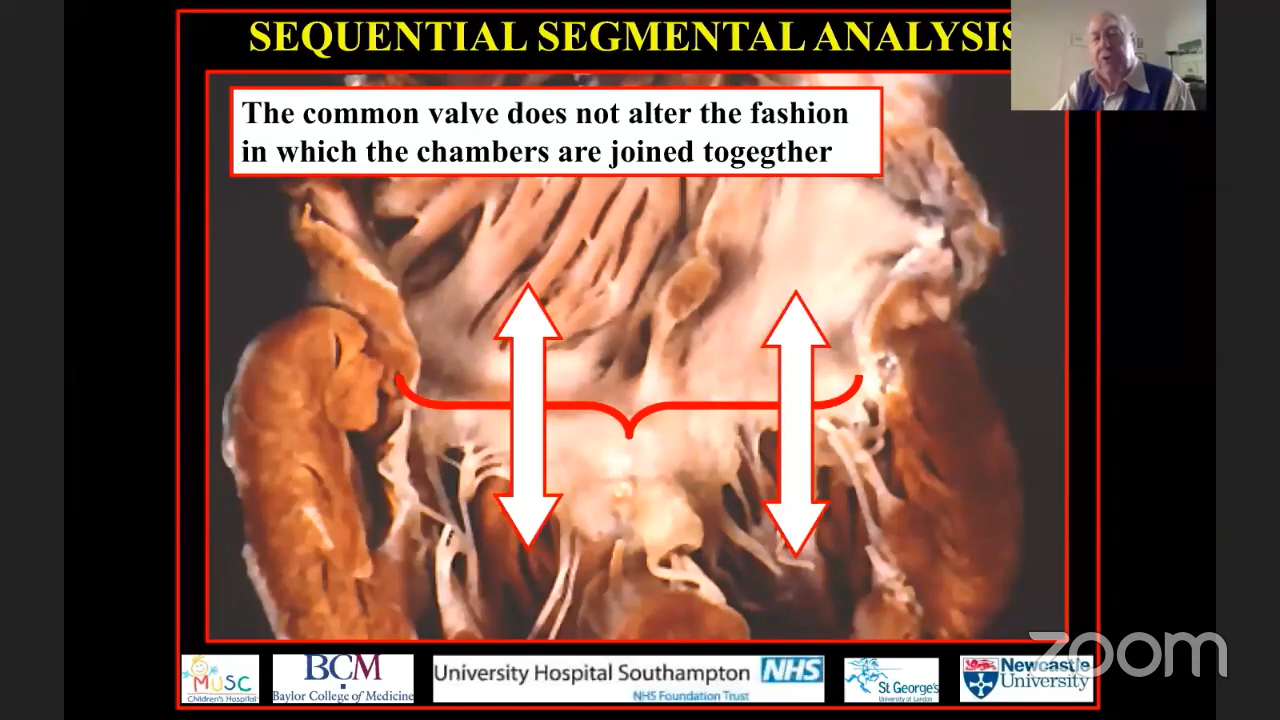 SEQUENTIAL SEGMENTAL ANALYSIS
The common valve does not alter the fashion
in which the chambers are joined togegther
MUSC
Children's Hospital
BCM
Baylor College of Medicine
University Hospital Southampton NHS
NHS Foundation Trust
St George's
University of London
Newcastle
University
zoom